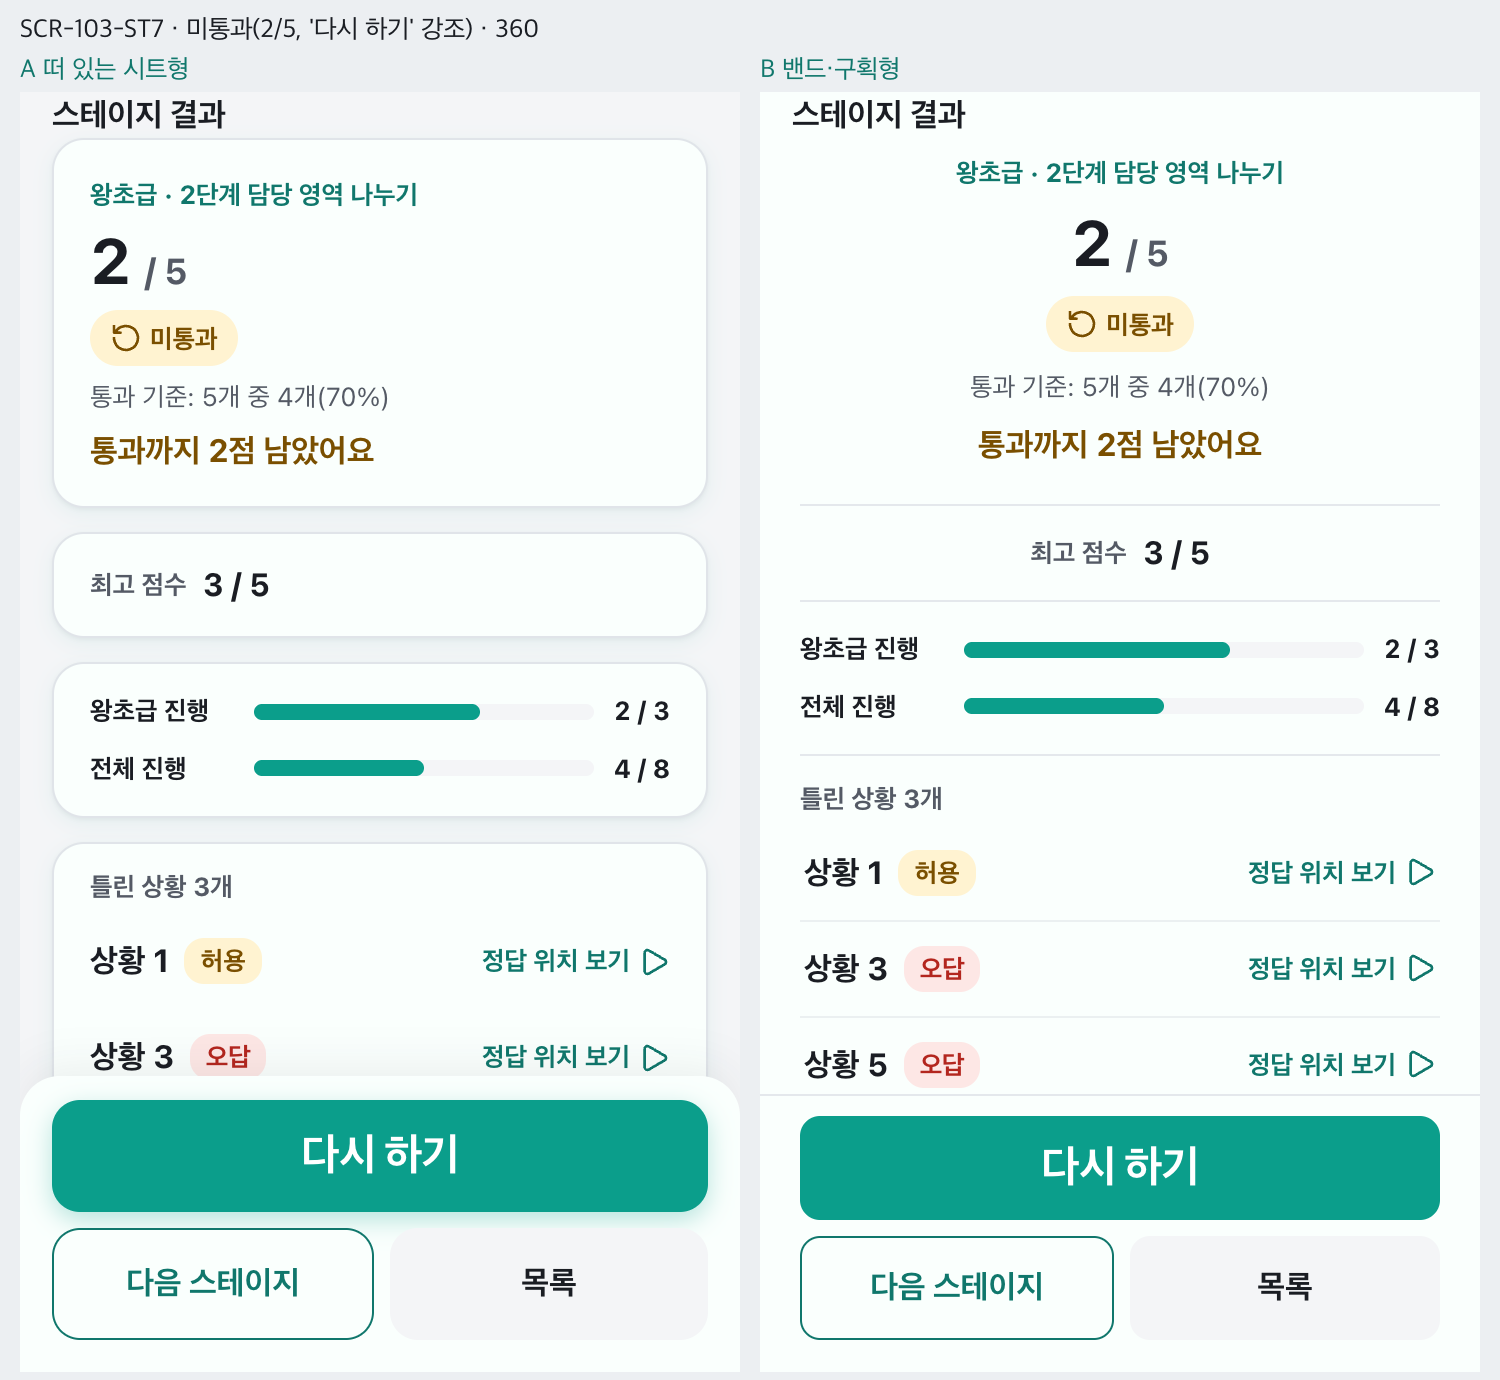 SCR-103-ST7 · 미통과(2/5, '다시 하기' 강조) · 360
A 떠 있는 시트형
스테이지 결과
왕초급 · 2단계 담당 영역 나누기
2 / 5
미통과
통과 기준: 5개 중 4개(70%)
통과까지 2점 남았어요
최고 점수 3 / 5
왕초급 진행 2 / 3
전체 진행 4 / 8
틀린 상황 3개
상황 1 허용 정답 위치 보기
상황 3 오답 정답 위치 보기
다시 하기
다음 스테이지 목록
B 밴드·구획형
스테이지 결과
왕초급 · 2단계 담당 영역 나누기
2 / 5
미통과
통과 기준: 5개 중 4개(70%)
통과까지 2점 남았어요
최고 점수 3 / 5
왕초급 진행 2 / 3
전체 진행 4 / 8
틀린 상황 3개
상황 1 허용 정답 위치 보기
상황 3 오답 정답 위치 보기
상황 5 오답 정답 위치 보기
다시 하기
다음 스테이지 목록